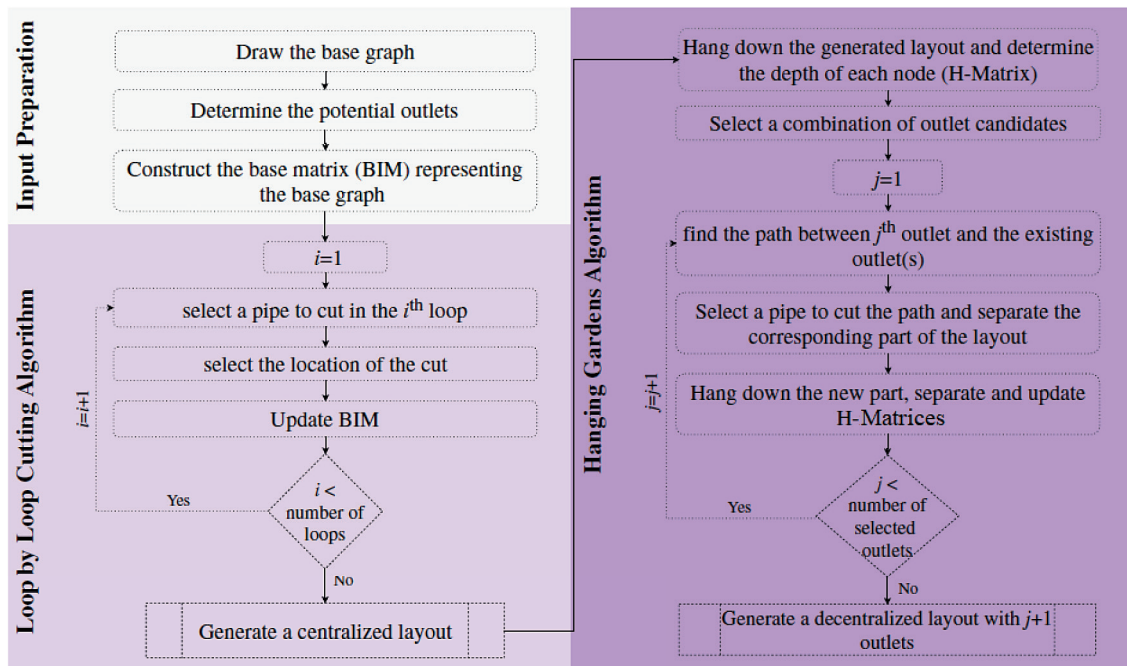 Input Preparation
Draw the base graph
Determine the potential outlets
Construct the base matrix (BIM) representing
the base graph
Loop by Loop Cutting Algorithm
i=1
select a pipe to cut in the ith loop
select the location of the cut
Update BIM
i=i+1
i <
number of
loops
Yes
No
Generate a centralized layout
Hanging Gardens Algorithm
Hang down the generated layout and determine
the depth of each node (H-Matrix)
Select a combination of outlet candidates
j=1
find the path between jth outlet and the existing
outlet(s)
Select a pipe to cut the path and separate the
corresponding part of the layout
Hang down the new part, separate and update
H-Matrices
j=j+1
j <
number of
selected
outlets
Yes
No
Generate a decentralized layout with j+1
outlets